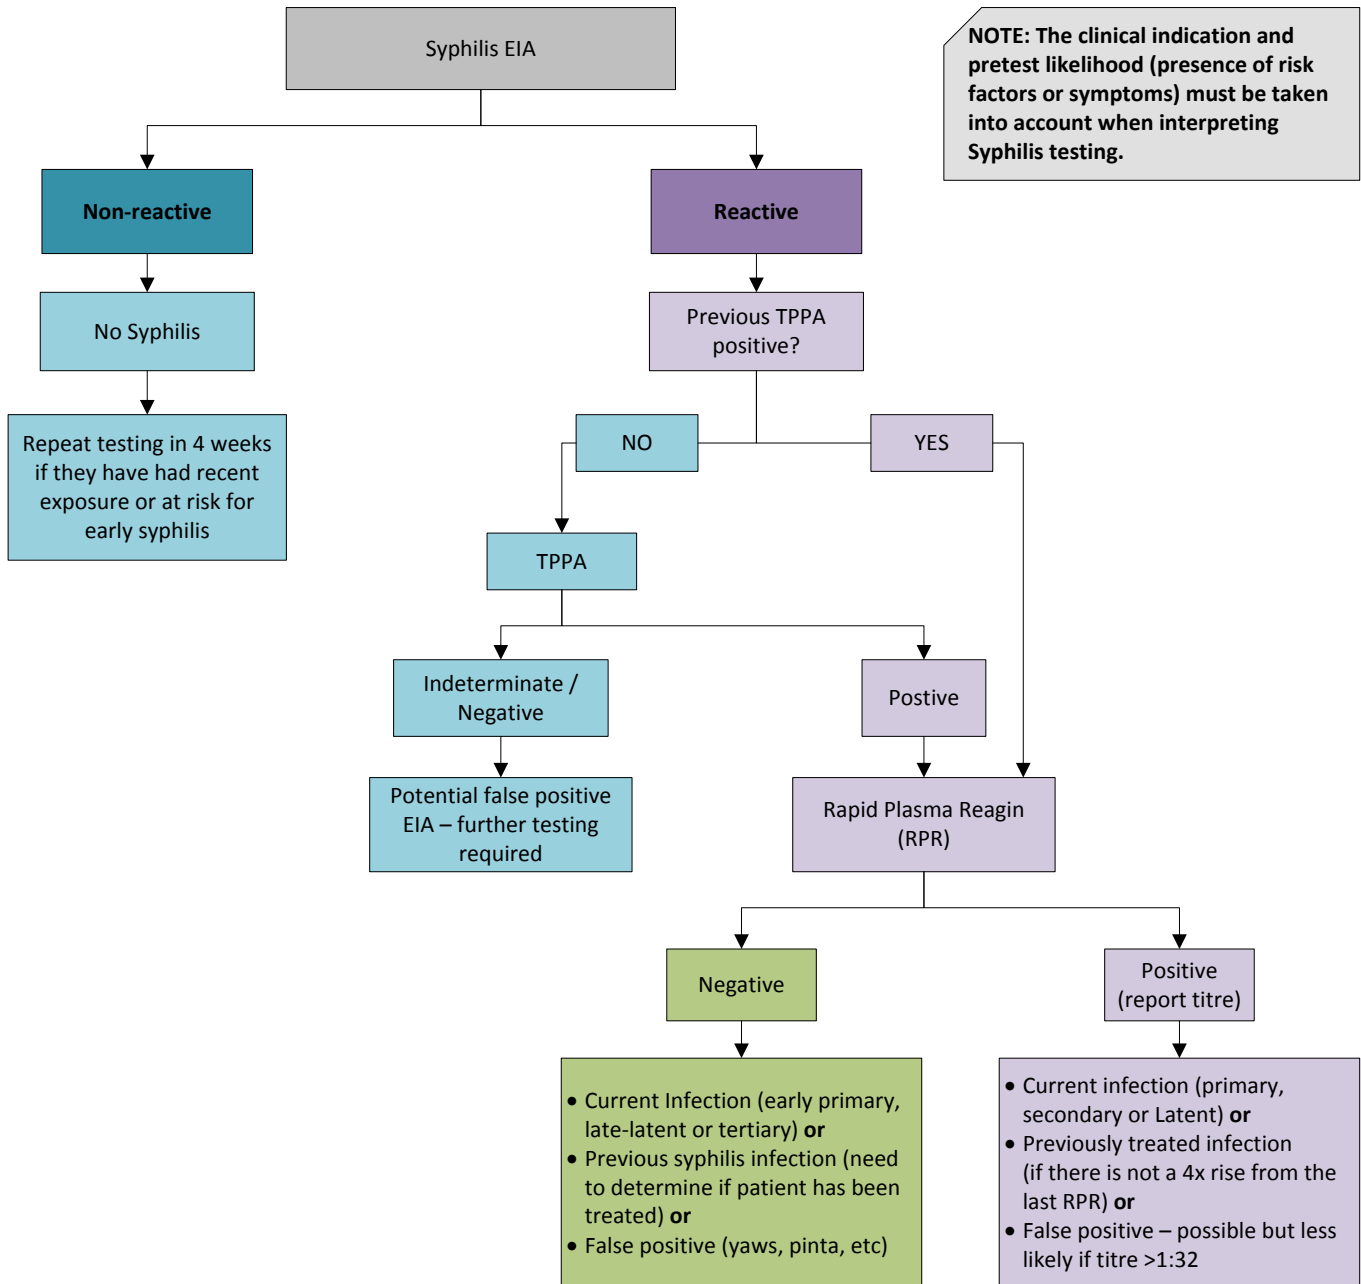 Syphilis EIA
NOTE: The clinical indication and
pretest likelihood (presence of risk
factors or symptoms) must be taken
into account when interpreting
Syphilis testing.
Non-reactive
Reactive
No Syphilis
Previous TPPA
positive?
Repeat testing in 4 weeks
if they have had recent
exposure or at risk for
early syphilis
NO
YES
TPPA
Indeterminate /
Negative
Postive
Potential false positive
EIA – further testing
required
Rapid Plasma Reagin
(RPR)
Negative
Positive
(report titre)
• Current Infection (early primary,
late-latent or tertiary) or
• Previous syphilis infection (need
to determine if patient has been
treated) or
• False positive (yaws, pinta, etc)
• Current infection (primary,
secondary or Latent) or
• Previously treated infection
(if there is not a 4x rise from the
last RPR) or
• False positive – possible but less
likely if titre >1:32